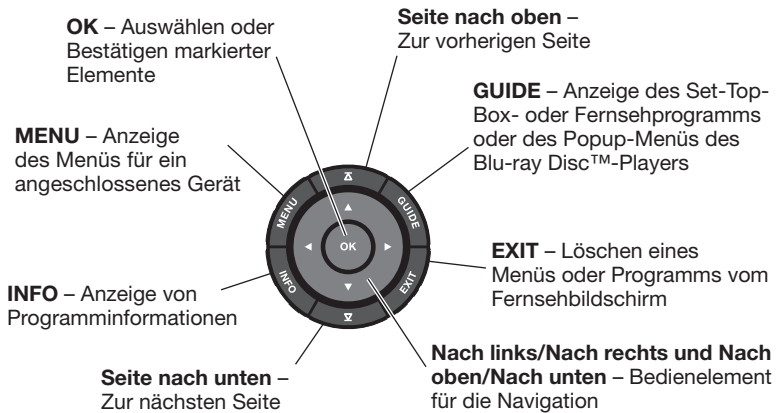 OK – Auswählen oder
Bestätigen markierter
Elemente
Seite nach oben –
Zur vorherigen Seite
GUIDE – Anzeige des Set-Top-
Box- oder Fernsehprogramms
oder des Popup-Menüs des
Blu-ray Disc™-Players
MENU – Anzeige
des Menüs für ein
angeschlossenes Gerät
MENU
GUIDE
OK
INFO
EXIT
EXIT – Löschen eines
Menüs oder Programms vom
Fernsehbildschirm
INFO – Anzeige von
Programminformationen
Seite nach unten –
Zur nächsten Seite
Nach links/Nach rechts und Nach
oben/Nach unten – Bedienelement
für die Navigation